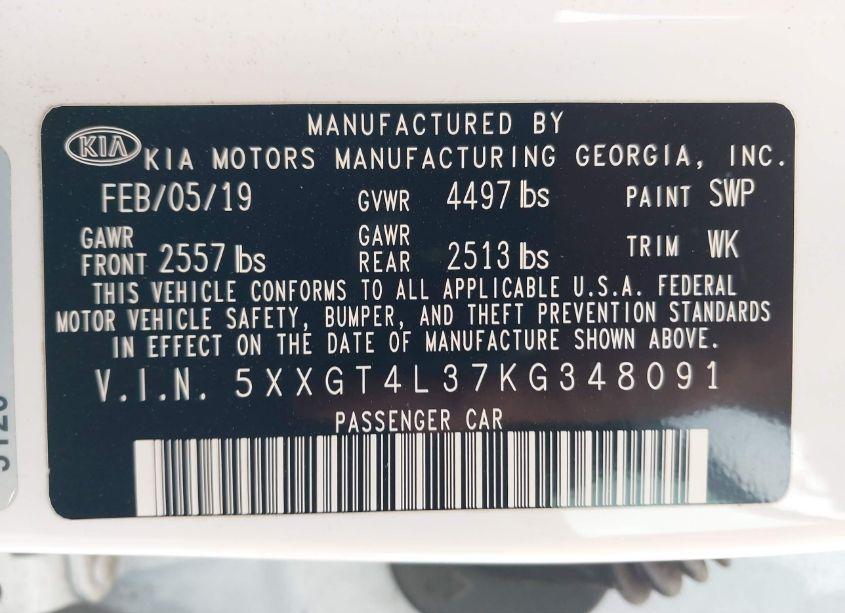 MANUFACTURED BY
KIA KIA MOTORS MANUFACTURING GEORGIA, INC.
FEB/05/19 GVWR 4497 lbs PAINT SWP
GAWR FRONT 2557 lbs GAWR REAR 2513 lbs TRIM WK
THIS VEHICLE CONFORMS TO ALL APPLICABLE U.S.A. FEDERAL
MOTOR VEHICLE SAFETY, BUMPER, AND THEFT PREVENTION STANDARDS
IN EFFECT ON THE DATE OF MANUFACTURE SHOWN ABOVE.
V.I.N. 5XXGT4L37KG348091
PASSENGER CAR